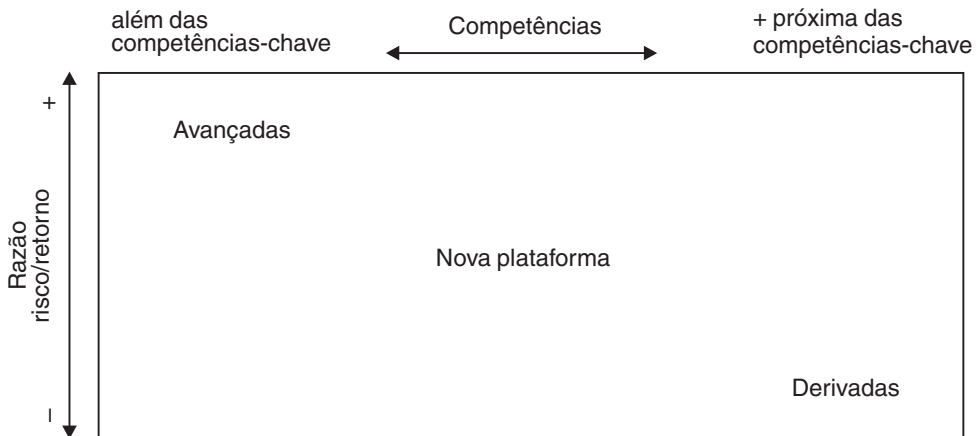 além das
competências-chave
Competências
+ próxima das
competências-chave
+
Razão
risco/retorno
–
Avançadas
Nova plataforma
Derivadas